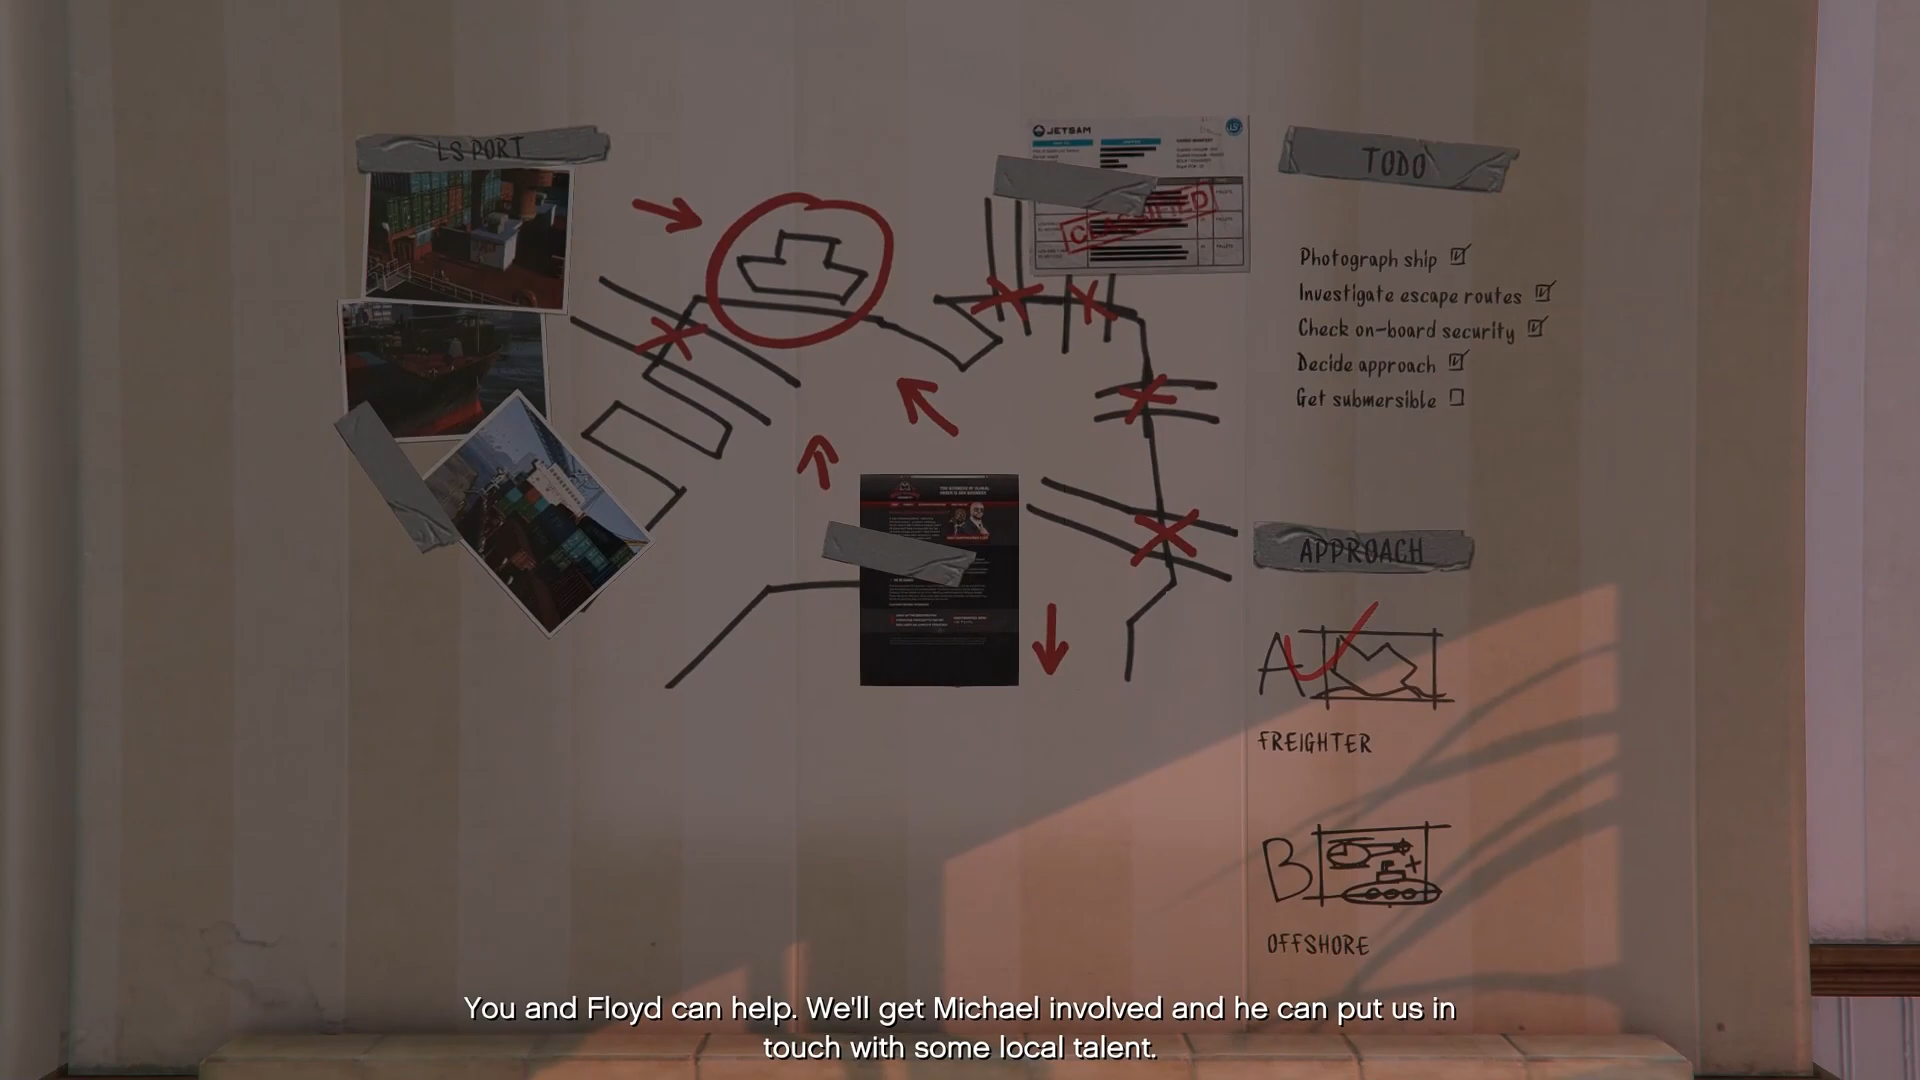 LS PORT
JETSAM
CLASSIFIED
TODO
Photograph ship
Investigate escape routes
Check on-board security
Decide approach
Get submersible
APPROACH
A
FREIGHTER
B
OFFSHORE
You and Floyd can help. We'll get Michael involved and he can put us in
touch with some local talent.